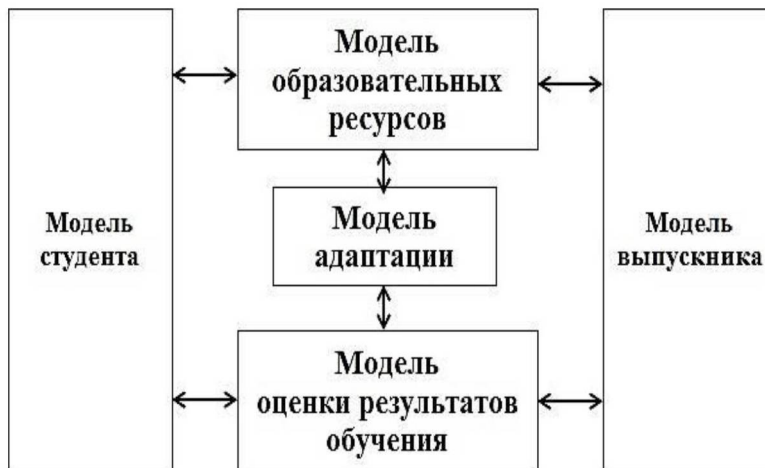 Модель
образовательных
ресурсов
Модель
студента
Модель
адаптации
Модель
выпускника
Модель
оценки результатов
обучения